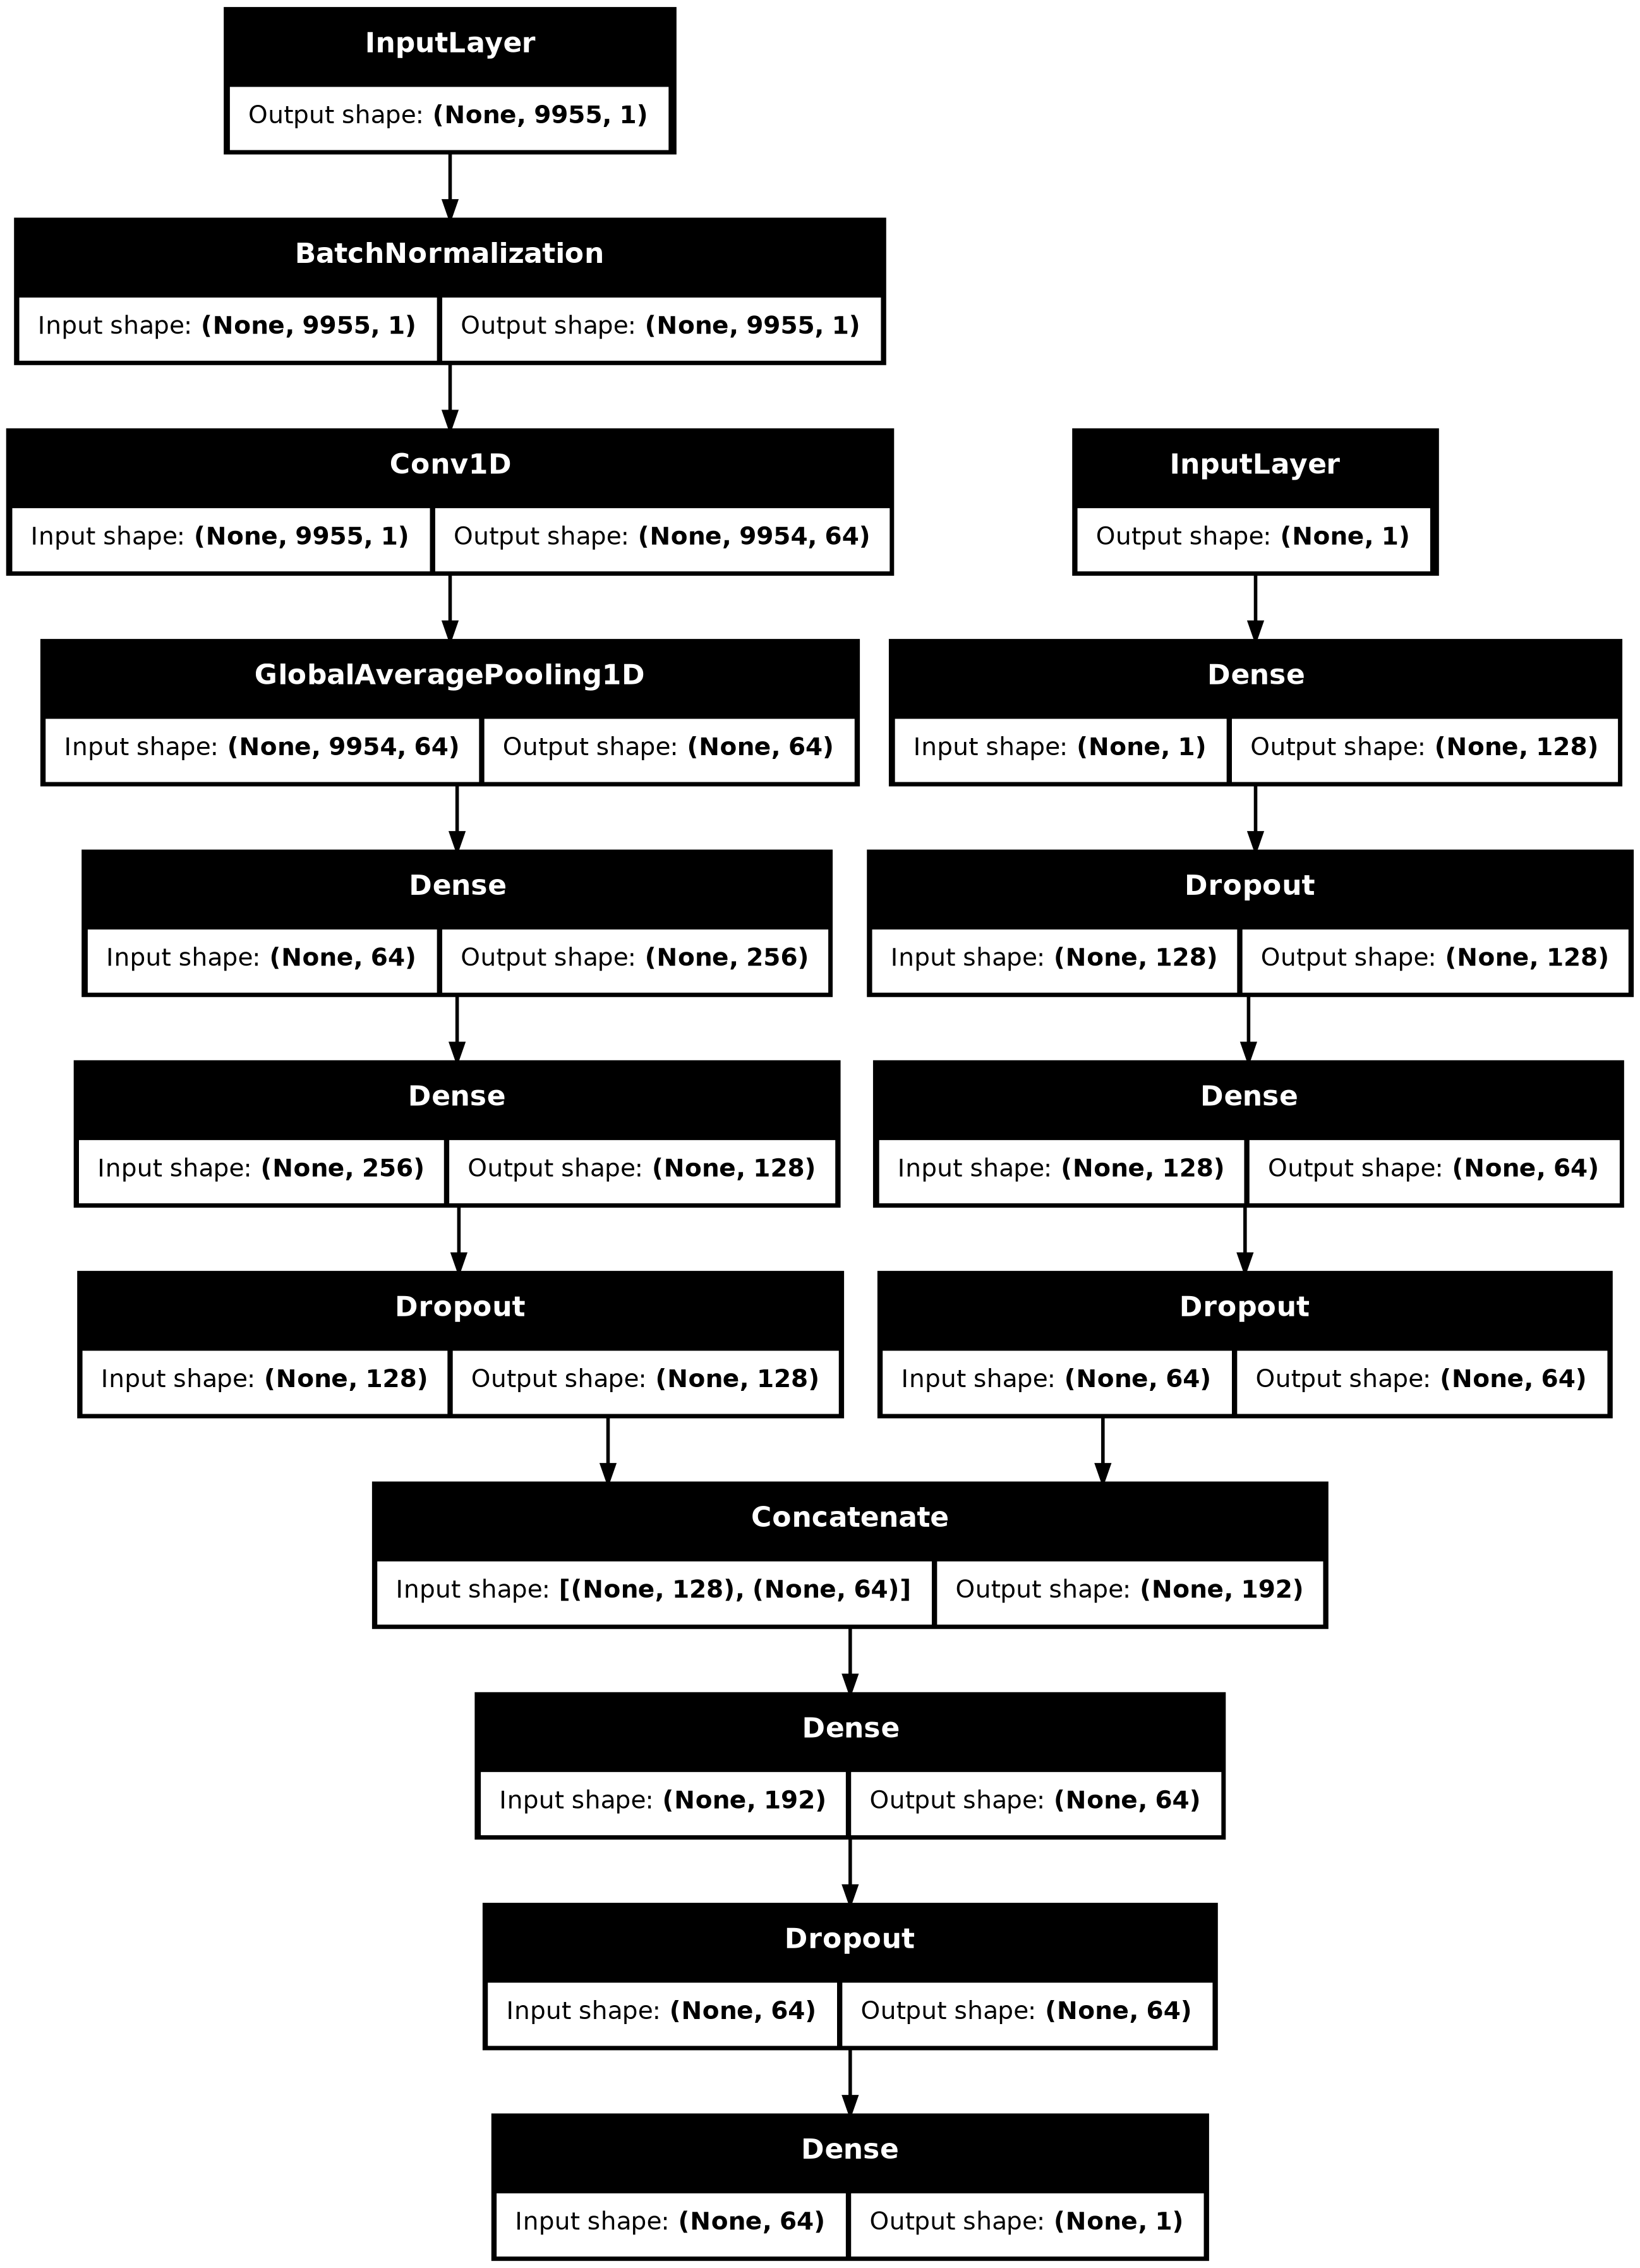 InputLayer
Output shape: (None, 9955, 1)
BatchNormalization
Input shape: (None, 9955, 1) Output shape: (None, 9955, 1)
Conv1D
Input shape: (None, 9955, 1) Output shape: (None, 9954, 64)
InputLayer
Output shape: (None, 1)
GlobalAveragePooling1D
Input shape: (None, 9954, 64) Output shape: (None, 64)
Dense
Input shape: (None, 1) Output shape: (None, 128)
Dense
Input shape: (None, 64) Output shape: (None, 256)
Dropout
Input shape: (None, 128) Output shape: (None, 128)
Dense
Input shape: (None, 256) Output shape: (None, 128)
Dense
Input shape: (None, 128) Output shape: (None, 64)
Dropout
Input shape: (None, 128) Output shape: (None, 128)
Dropout
Input shape: (None, 64) Output shape: (None, 64)
Concatenate
Input shape: [(None, 128), (None, 64)] Output shape: (None, 192)
Dense
Input shape: (None, 192) Output shape: (None, 64)
Dropout
Input shape: (None, 64) Output shape: (None, 64)
Dense
Input shape: (None, 64) Output shape: (None, 1)